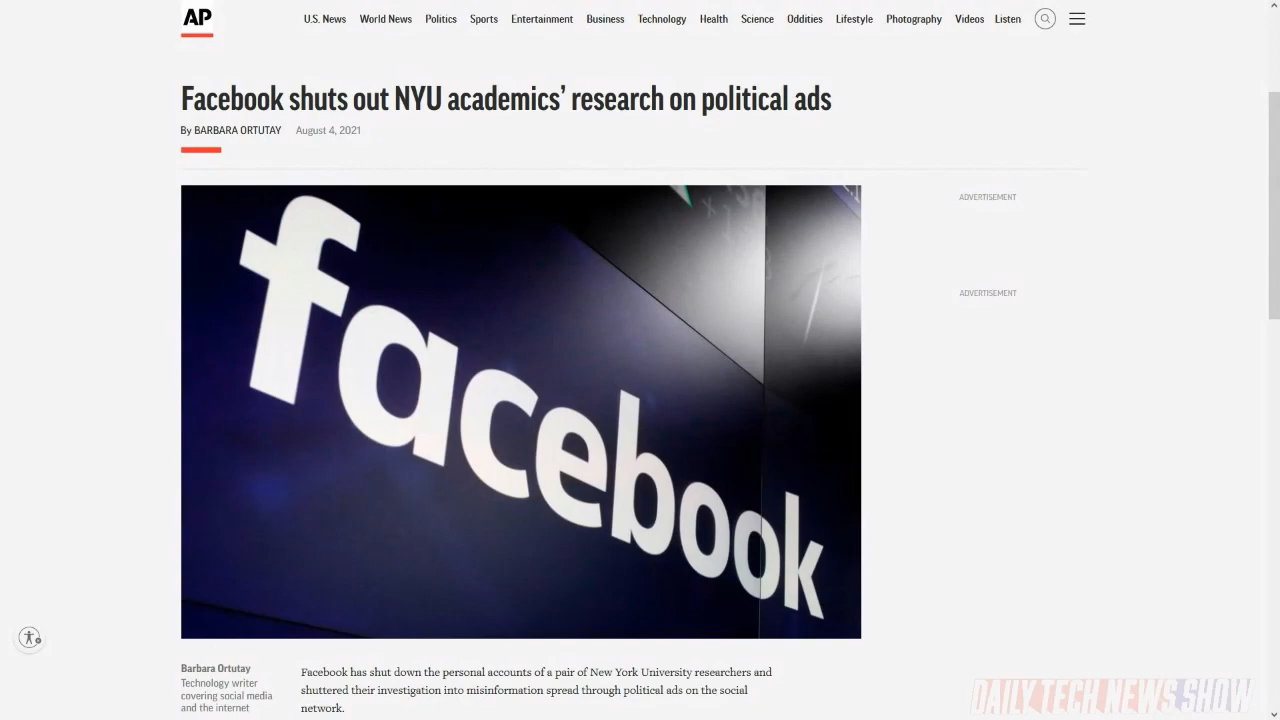 AP
U.S. News World News Politics Sports Entertainment Business Technology Health Science Oddities Lifestyle Photography Videos Listen
Facebook shuts out NYU academics’ research on political ads
By BARBARA ORTUTAY August 4, 2021
ADVERTISEMENT
ADVERTISEMENT
facebook
Barbara Ortutay
Technology writer
covering social media
and the internet
Facebook has shut down the personal accounts of a pair of New York University researchers and
shuttered their investigation into misinformation spread through political ads on the social
network.
DAILY TECH NEWS SHOW